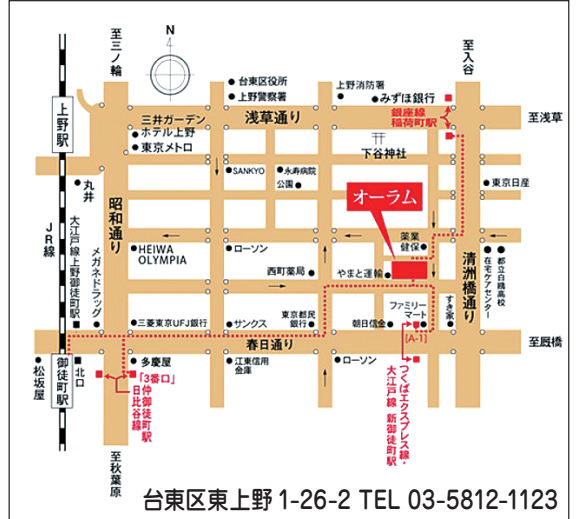 至三ノ輪
N
至入谷
台東区役所
上野警察署
上野消防署
みずほ銀行
上野駅
三井ガーデン
ホテル上野
東京メトロ
浅草通り
銀座線
稲荷町駅
至浅草
下谷神社
丸井
SANKYO
永寿病院
公園
オーラム
東京日産
JR線
大江戸線上野御徒町駅
メガネドラッグ
昭和通り
HEIWA
OLYMPIA
ローソン
薬業
健保
西町薬局
やまと運輸
清洲橋通り
在宅ケアセンター
都立白鷗高校
三菱東京UFJ銀行
サンクス
東京都民
銀行
朝日信金
ファミリー
マート
すき家
[A-1]
春日通り
至厩橋
松坂屋
御徒町駅
北口
多慶屋
江東信用
金庫
ローソン
「3番口」
仲御徒町駅
日比谷線
つくばエクスプレス線・
大江戸線 新御徒町駅
至秋葉原
台東区東上野1-26-2 TEL 03-5812-1123